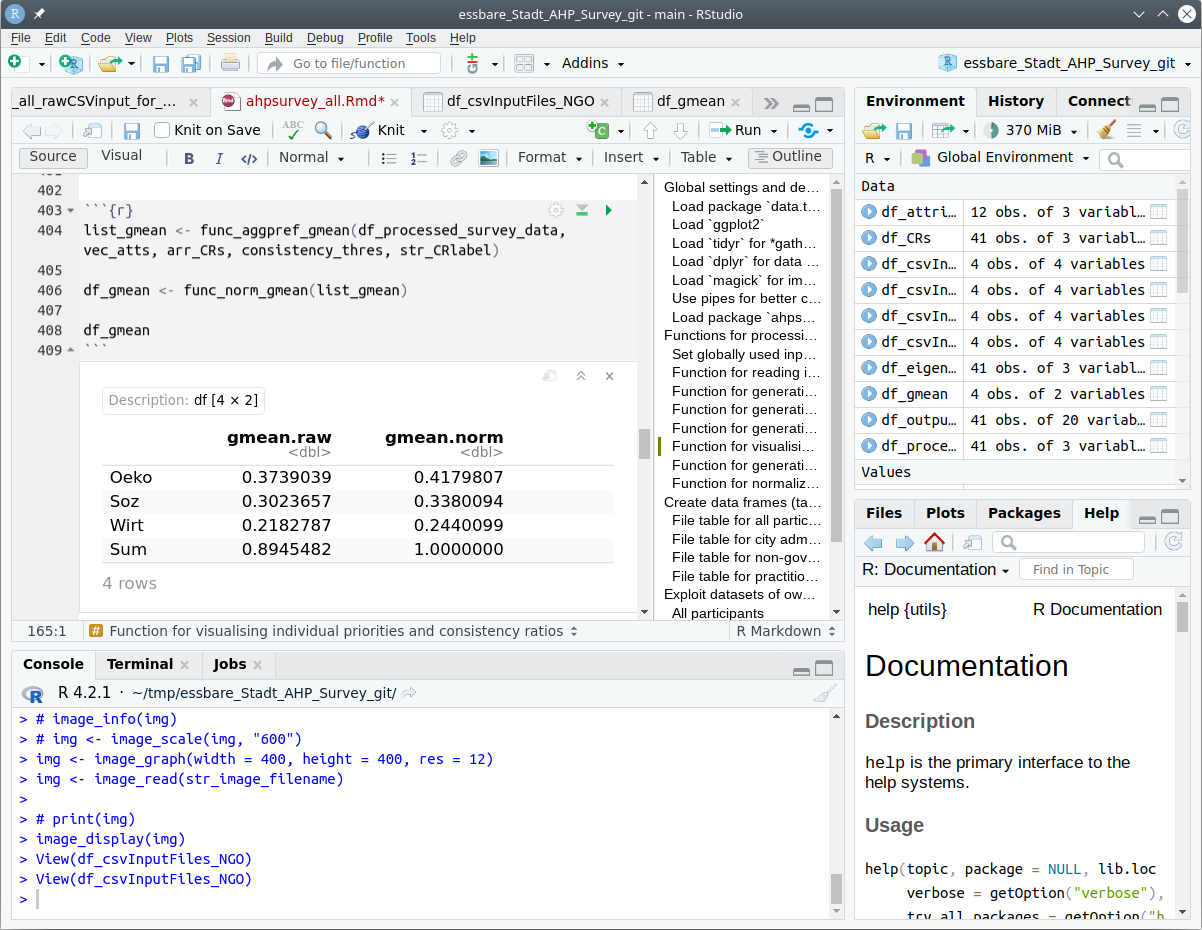 essbare_Stadt_AHP_Survey_git - main - RStudio
File Edit Code View Plots Session Build Debug Profile Tools Help
Go to file/function Addins essbare_Stadt_AHP_Survey_git
_all_rawCSVinput_for_... ahpsurvey_all.Rmd* df_csvInputFiles_NGO df_gmean
Knit on Save ABC Knit Run
Source Visual B I </> Normal Format Insert Table Outline
402
403 ```{r}
404 list_gmean <- func_aggpref_gmean(df_processed_survey_data,
vec_atts, arr_CRs, consistency_thres, str_CRlabel)
405
406 df_gmean <- func_norm_gmean(list_gmean)
407
408 df_gmean
409 ```
Description: df [4 × 2]
gmean.raw gmean.norm
<dbl> <dbl>
Oeko 0.3739039 0.4179807
Soz 0.3023657 0.3380094
Wirt 0.2182787 0.2440099
Sum 0.8945482 1.0000000
4 rows
Global settings and de...
Load package `data.t...
Load `ggplot2`
Load `tidyr` for *gath...
Load `dplyr` for data ...
Load `magick` for im...
Use pipes for better c...
Load package `ahps...
Functions for processi...
Set globally used inp...
Function for reading i...
Function for generati...
Function for generati...
Function for generati...
Function for visualisi...
Function for generati...
Function for normaliz...
Create data frames (ta...
File table for all partic...
File table for city adm...
File table for non-gov...
File table for practitio...
Exploit datasets of ow...
All participants
165:1 # Function for visualising individual priorities and consistency ratios R Markdown
Console Terminal Jobs
R 4.2.1 · ~/tmp/essbare_Stadt_AHP_Survey_git/
> # image_info(img)
> # img <- image_scale(img, "600")
> img <- image_graph(width = 400, height = 400, res = 12)
> img <- image_read(str_image_filename)
>
> # print(img)
> image_display(img)
> View(df_csvInputFiles_NGO)
> View(df_csvInputFiles_NGO)
>
Environment History Connect
370 MiB
R Global Environment
Data
df_attri... 12 obs. of 3 variabl...
df_CRs 41 obs. of 3 variabl...
df_csvIn... 4 obs. of 4 variables
df_csvIn... 4 obs. of 4 variables
df_csvIn... 4 obs. of 4 variables
df_csvIn... 4 obs. of 4 variables
df_eigen... 41 obs. of 3 variabl...
df_gmean 4 obs. of 2 variables
df_outpu... 41 obs. of 20 variab...
df_proce... 41 obs. of 3 variabl...
Values
Files Plots Packages Help
R: Documentation Find in Topic
help {utils} R Documentation
Documentation
Description
help is the primary interface to the
help systems.
Usage
help(topic, package = NULL, lib.loc
verbose = getOption("verbose"),
try.all.packages = getOption("h